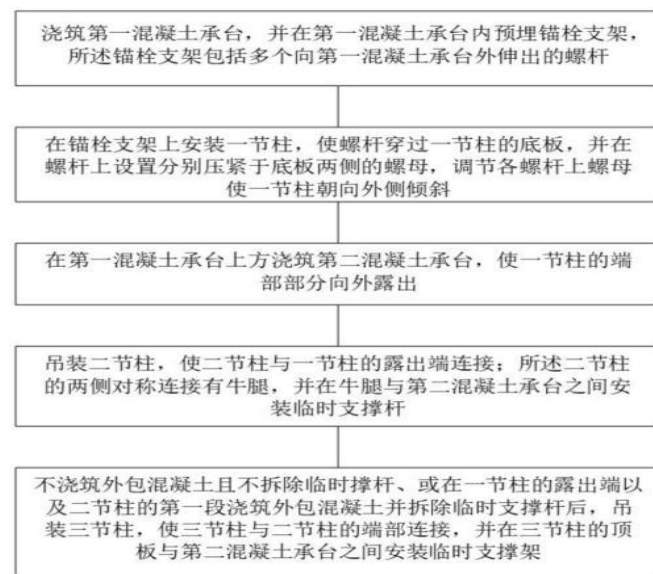 浇筑第一混凝土承台，并在第一混凝土承台内预埋锚栓支架，
所述锚栓支架包括多个向第一混凝土承台外伸出的螺杆
在锚栓支架上安装一节柱，使螺杆穿过一节柱的底板，并在
螺杆上设置分别压紧于底板两侧的螺母，调节各螺杆上螺母
使一节柱朝向外侧倾斜
在第一混凝土承台上方浇筑第二混凝土承台，使一节柱的端
部部分向外露出
吊装二节柱，使二节柱与一节柱的露出端连接；所述二节柱
的两侧对称连接有牛腿，并在牛腿与第二混凝土承台之间安
装临时支撑杆
不浇筑外包混凝土且不拆除临时撑杆、或在一节柱的露出端以
及二节柱的第一段浇筑外包混凝土并拆除临时支撑杆后，吊
装三节柱，使三节柱与二节柱的端部连接，并在三节柱的顶
板与第二混凝土承台之间安装临时支撑架